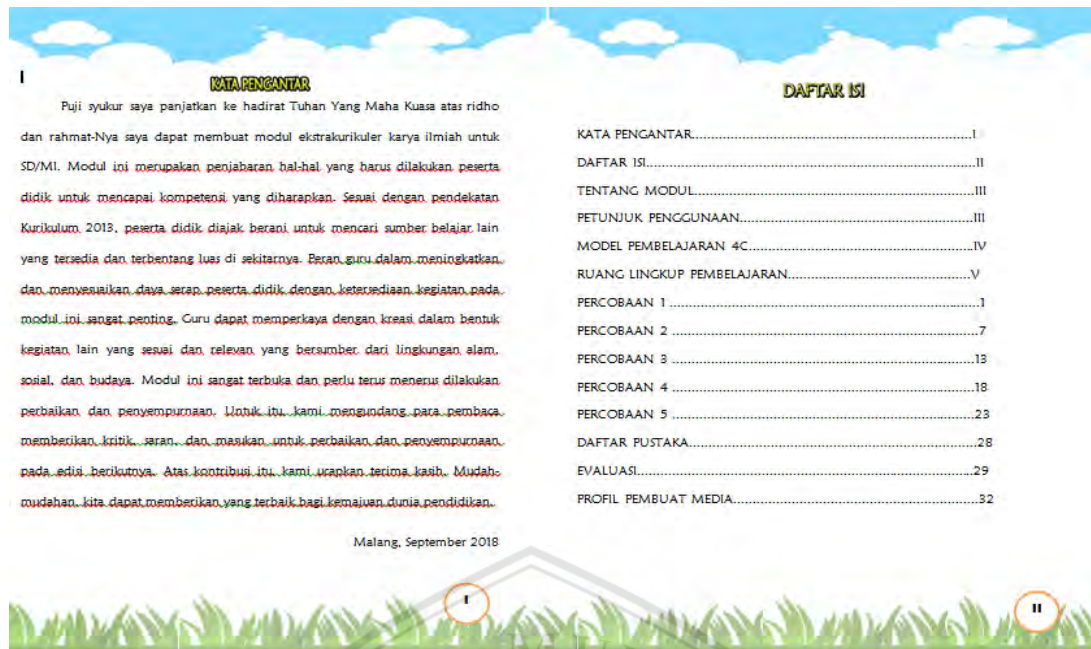 I
KATA PENGANTAR
Puji syukur saya panjatkan ke hadirat Tuhan Yang Maha Kuasa atas ridho
dan rahmat-Nya saya dapat membuat modul ekstrakurikuler karya ilmiah untuk
SD/MI. Modul ini merupakan penjabaran hal-hal yang harus dilakukan peserta
didik untuk mencapai kompetensi yang diharapkan. Sesuai dengan pendekatan
Kurikulum 2013, peserta didik diajak berani untuk mencari sumber belajar lain
yang tersedia dan terbentang luas di sekitarnya. Peran guru dalam meningkatkan
dan menyesuaikan daya serap peserta didik dengan ketersediaan kegiatan pada
modul ini sangat penting. Guru dapat memperkaya dengan kreasi dalam bentuk
kegiatan lain yang sesuai dan relevan yang bersumber dari lingkungan alam,
sosial, dan budaya. Modul ini sangat terbuka dan perlu terus menerus dilakukan
perbaikan dan penyempurnaan. Untuk itu, kami mengundang para pembaca
memberikan kritik, saran, dan masukan untuk perbaikan dan penyempurnaan
pada edisi berikutnya. Atas kontribusi itu, kami ucapkan terima kasih. Mudah-
mudahan, kita dapat memberikan yang terbaik bagi kemajuan dunia pendidikan.
Malang, September 2018
I
DAFTAR ISI
KATA PENGANTAR...I
DAFTAR ISI...II
TENTANG MODUL...III
PETUNJUK PENGGUNAAN...III
MODEL PEMBELAJARAN 4C...IV
RUANG LINGKUP PEMBELAJARAN...V
PERCOBAAN 1 ...1
PERCOBAAN 2 ...7
PERCOBAAN 3 ...13
PERCOBAAN 4 ...18
PERCOBAAN 5 ...23
DAFTAR PUSTAKA...28
EVALUASI...29
PROFIL PEMBUAT MEDIA...32
II